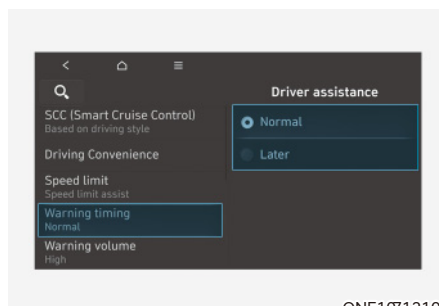 Driver assistance
SCC (Smart Cruise Control)
Based on driving style
Driving Convenience
Speed limit
Speed limit assist
Warning timing
Normal
Warning volume
High
Normal
Later